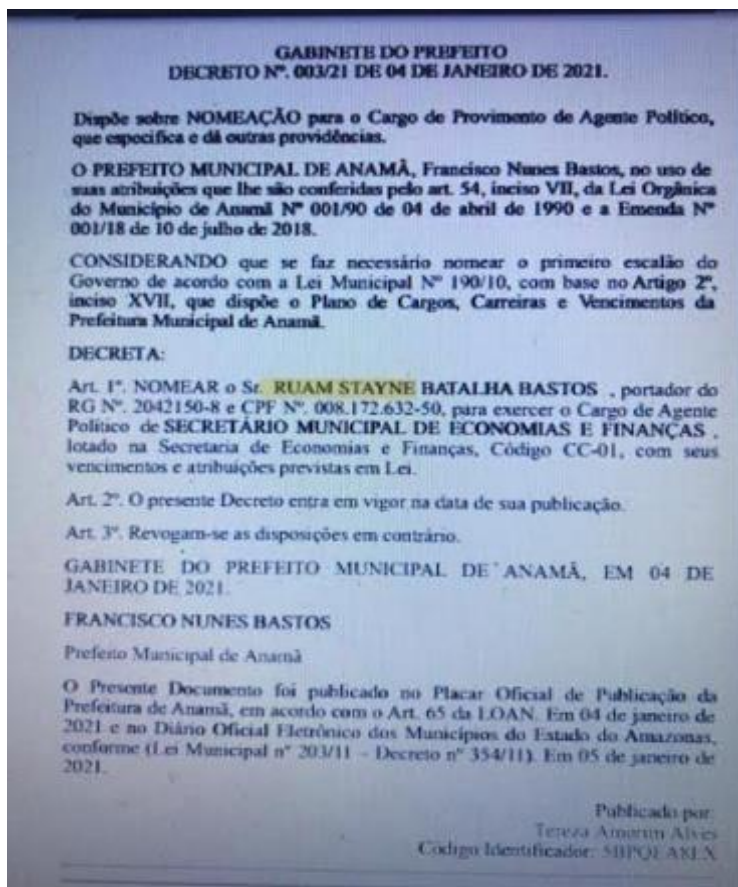 GABINETE DO PREFEITO
DECRETO Nº. 003/21 DE 04 DE JANEIRO DE 2021.
Dispõe sobre NOMEAÇÃO para o Cargo de Provimento de Agente Político,
que especifica e dá outras providências.
O PREFEITO MUNICIPAL DE ANAMÃ, Francisco Nunes Bastos, no uso de
suas atribuições que lhe são conferidas pelo art. 54, inciso VII, da Lei Orgânica
do Município de Anamã Nº 001/90 de 04 de abril de 1990 e a Emenda Nº
001/18 de 10 de julho de 2018.
CONSIDERANDO que se faz necessário nomear o primeiro escalão do
Governo de acordo com a Lei Municipal Nº 190/10, com base no Artigo 2º,
inciso XVII, que dispõe o Plano de Cargos, Carreiras e Vencimentos da
Prefeitura Municipal de Anamã.
DECRETA:
Art. 1º. NOMEAR o Sr. RUAM STAYNE BATALHA BASTOS , portador do
RG Nº. 2042150-8 e CPF Nº. 008.172.632-50, para exercer o Cargo de Agente
Político de SECRETÁRIO MUNICIPAL DE ECONOMIAS E FINANÇAS ,
lotado na Secretaria de Economias e Finanças, Código CC-01, com seus
vencimentos e atribuições previstas em Lei.
Art. 2º. O presente Decreto entra em vigor na data de sua publicação.
Art. 3º. Revogam-se as disposições em contrário.
GABINETE DO PREFEITO MUNICIPAL DE ANAMÃ, EM 04 DE
JANEIRO DE 2021.
FRANCISCO NUNES BASTOS
Prefeito Municipal de Anamã
O Presente Documento foi publicado no Placar Oficial de Publicação da
Prefeitura de Anamã, em acordo com o Art. 65 da LOAN. Em 04 de janeiro de
2021 e no Diário Oficial Eletrônico dos Municípios do Estado do Amazonas,
conforme (Lei Municipal nº 203/11 – Decreto nº 354/11). Em 05 de janeiro de
2021.
Publicado por:
Tereza Amorim Alves
Código Identificador: